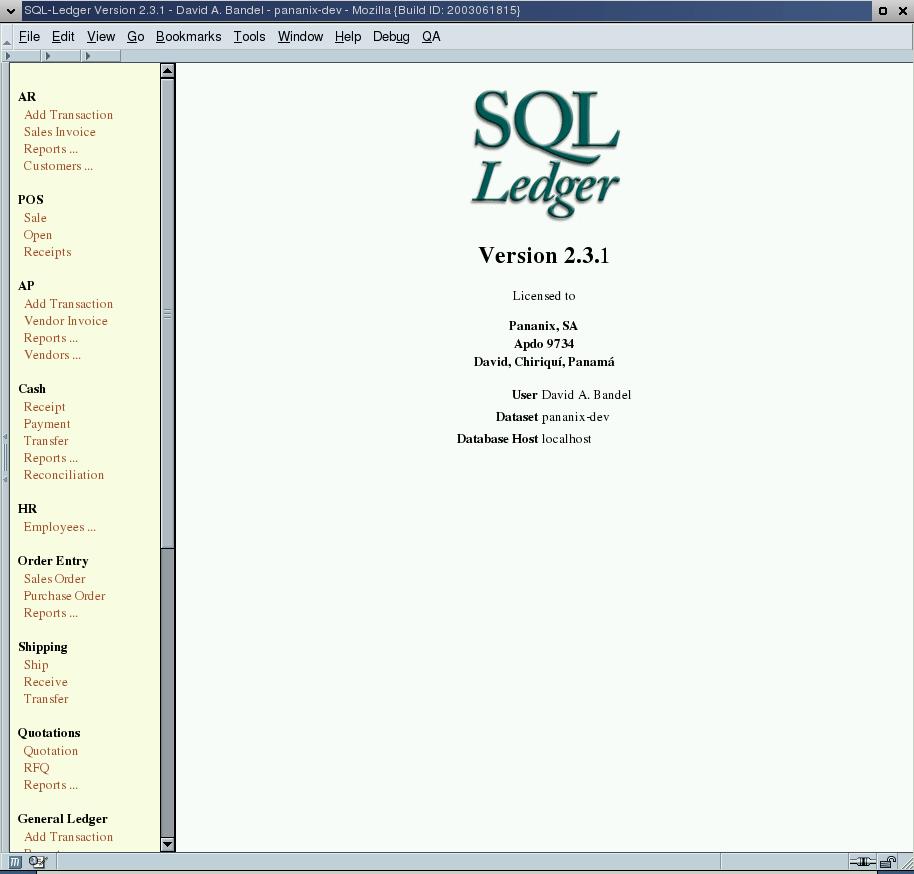 SQL-Ledger Version 2.3.1 - David A. Bandel - pananix-dev - Mozilla {Build ID: 2003061815}
File Edit View Go Bookmarks Tools Window Help Debug QA
AR
Add Transaction
Sales Invoice
Reports ...
Customers ...
POS
Sale
Open
Receipts
AP
Add Transaction
Vendor Invoice
Reports ...
Vendors ...
Cash
Receipt
Payment
Transfer
Reports ...
Reconciliation
HR
Employees ...
Order Entry
Sales Order
Purchase Order
Reports ...
Shipping
Ship
Receive
Transfer
Quotations
Quotation
RFQ
Reports ...
General Ledger
Add Transaction
SQL
Ledger
Version 2.3.1
Licensed to
Pananix, SA
Apdo 9734
David, Chiriquí, Panamá
User David A. Bandel
Dataset pananix-dev
Database Host localhost